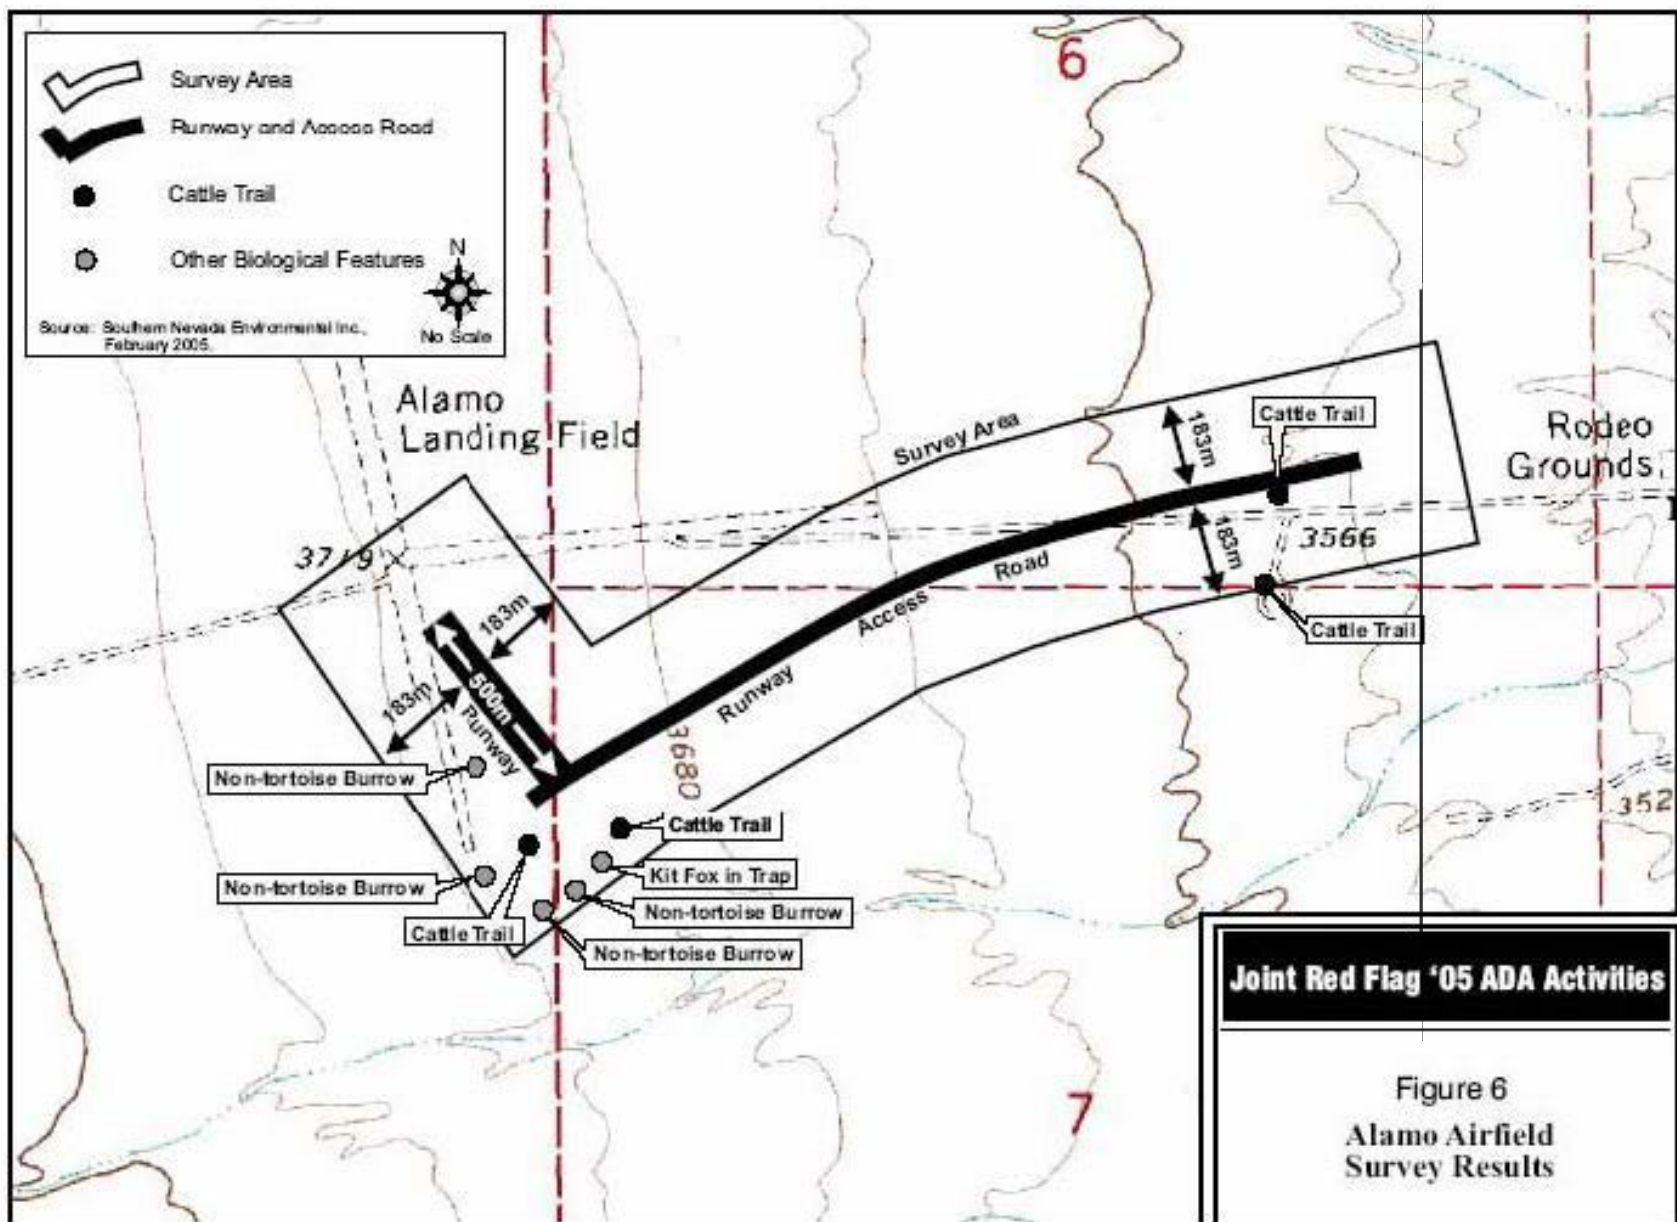 Survey Area
Runway and Access Road
Cattle Trail
Other Biological Features
N
No Scale
Source: Southern Nevada Environmental Inc.,
February 2005.
6
Alamo
Landing Field
Survey Area
183m
Cattle Trail
Rodeo
Grounds
3719
183m
3566
Road
Access
Runway
183m
183m
500m
Runway
Cattle Trail
3680
352
Non-tortoise Burrow
Cattle Trail
Kit Fox in Trap
Non-tortoise Burrow
Non-tortoise Burrow
Cattle Trail
Non-tortoise Burrow
7
Joint Red Flag ‘05 ADA Activities
Figure 6
Alamo Airfield
Survey Results